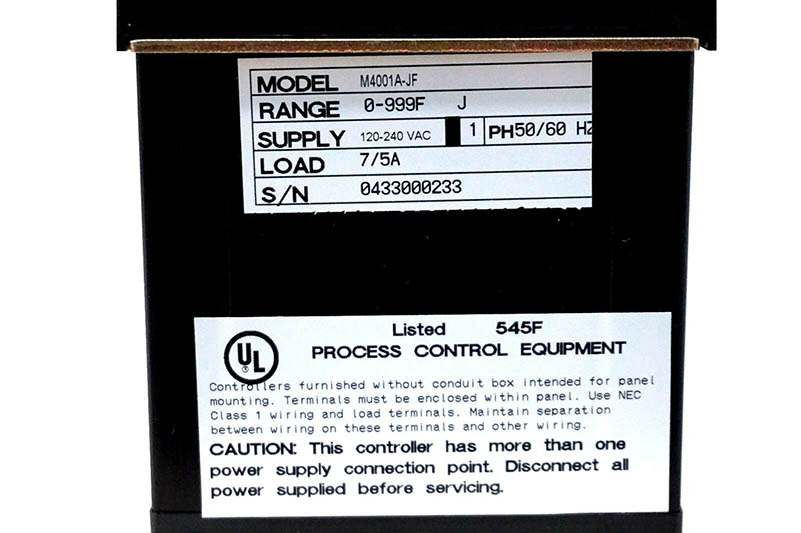 MODEL M4001A-JF
RANGE 0-999F J
SUPPLY 120-240 VAC 1 PH 50/60 HZ
LOAD 7/5A
S/N 0433000233
UL
Listed 545F
PROCESS CONTROL EQUIPMENT
Controllers furnished without conduit box intended for panel
mounting. Terminals must be enclosed within panel. Use NEC
Class 1 wiring and load terminals. Maintain separation
between wiring on these terminals and other wiring.
CAUTION: This controller has more than one
power supply connection point. Disconnect all
power supplied before servicing.